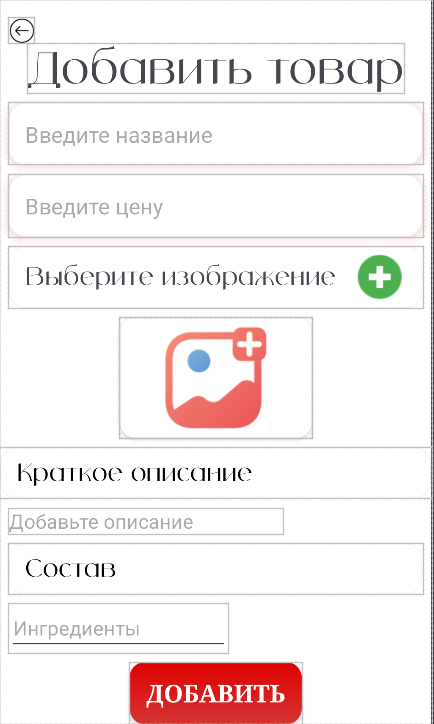 Добавить товар
Введите название
Введите цену
Выберите изображение
Краткое описание
Добавьте описание
Состав
Ингредиенты
ДОБАВИТЬ